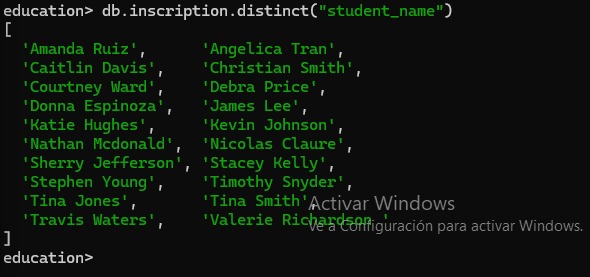 education> db.inscription.distinct("student_name")
[
  'Amanda Ruiz',      'Angelica Tran',
  'Caitlin Davis',    'Christian Smith',
  'Courtney Ward',    'Debra Price',
  'Donna Espinoza',   'James Lee',
  'Katie Hughes',     'Kevin Johnson',
  'Nathan Mcdonald',  'Nicolas Claure',
  'Sherry Jefferson', 'Stacey Kelly',
  'Stephen Young',    'Timothy Snyder',
  'Tina Jones',       'Tina Smith',
  'Travis Waters',    'Valerie Richardson '
]
education>
Activar Windows
Ve a Configuración para activar Windows.